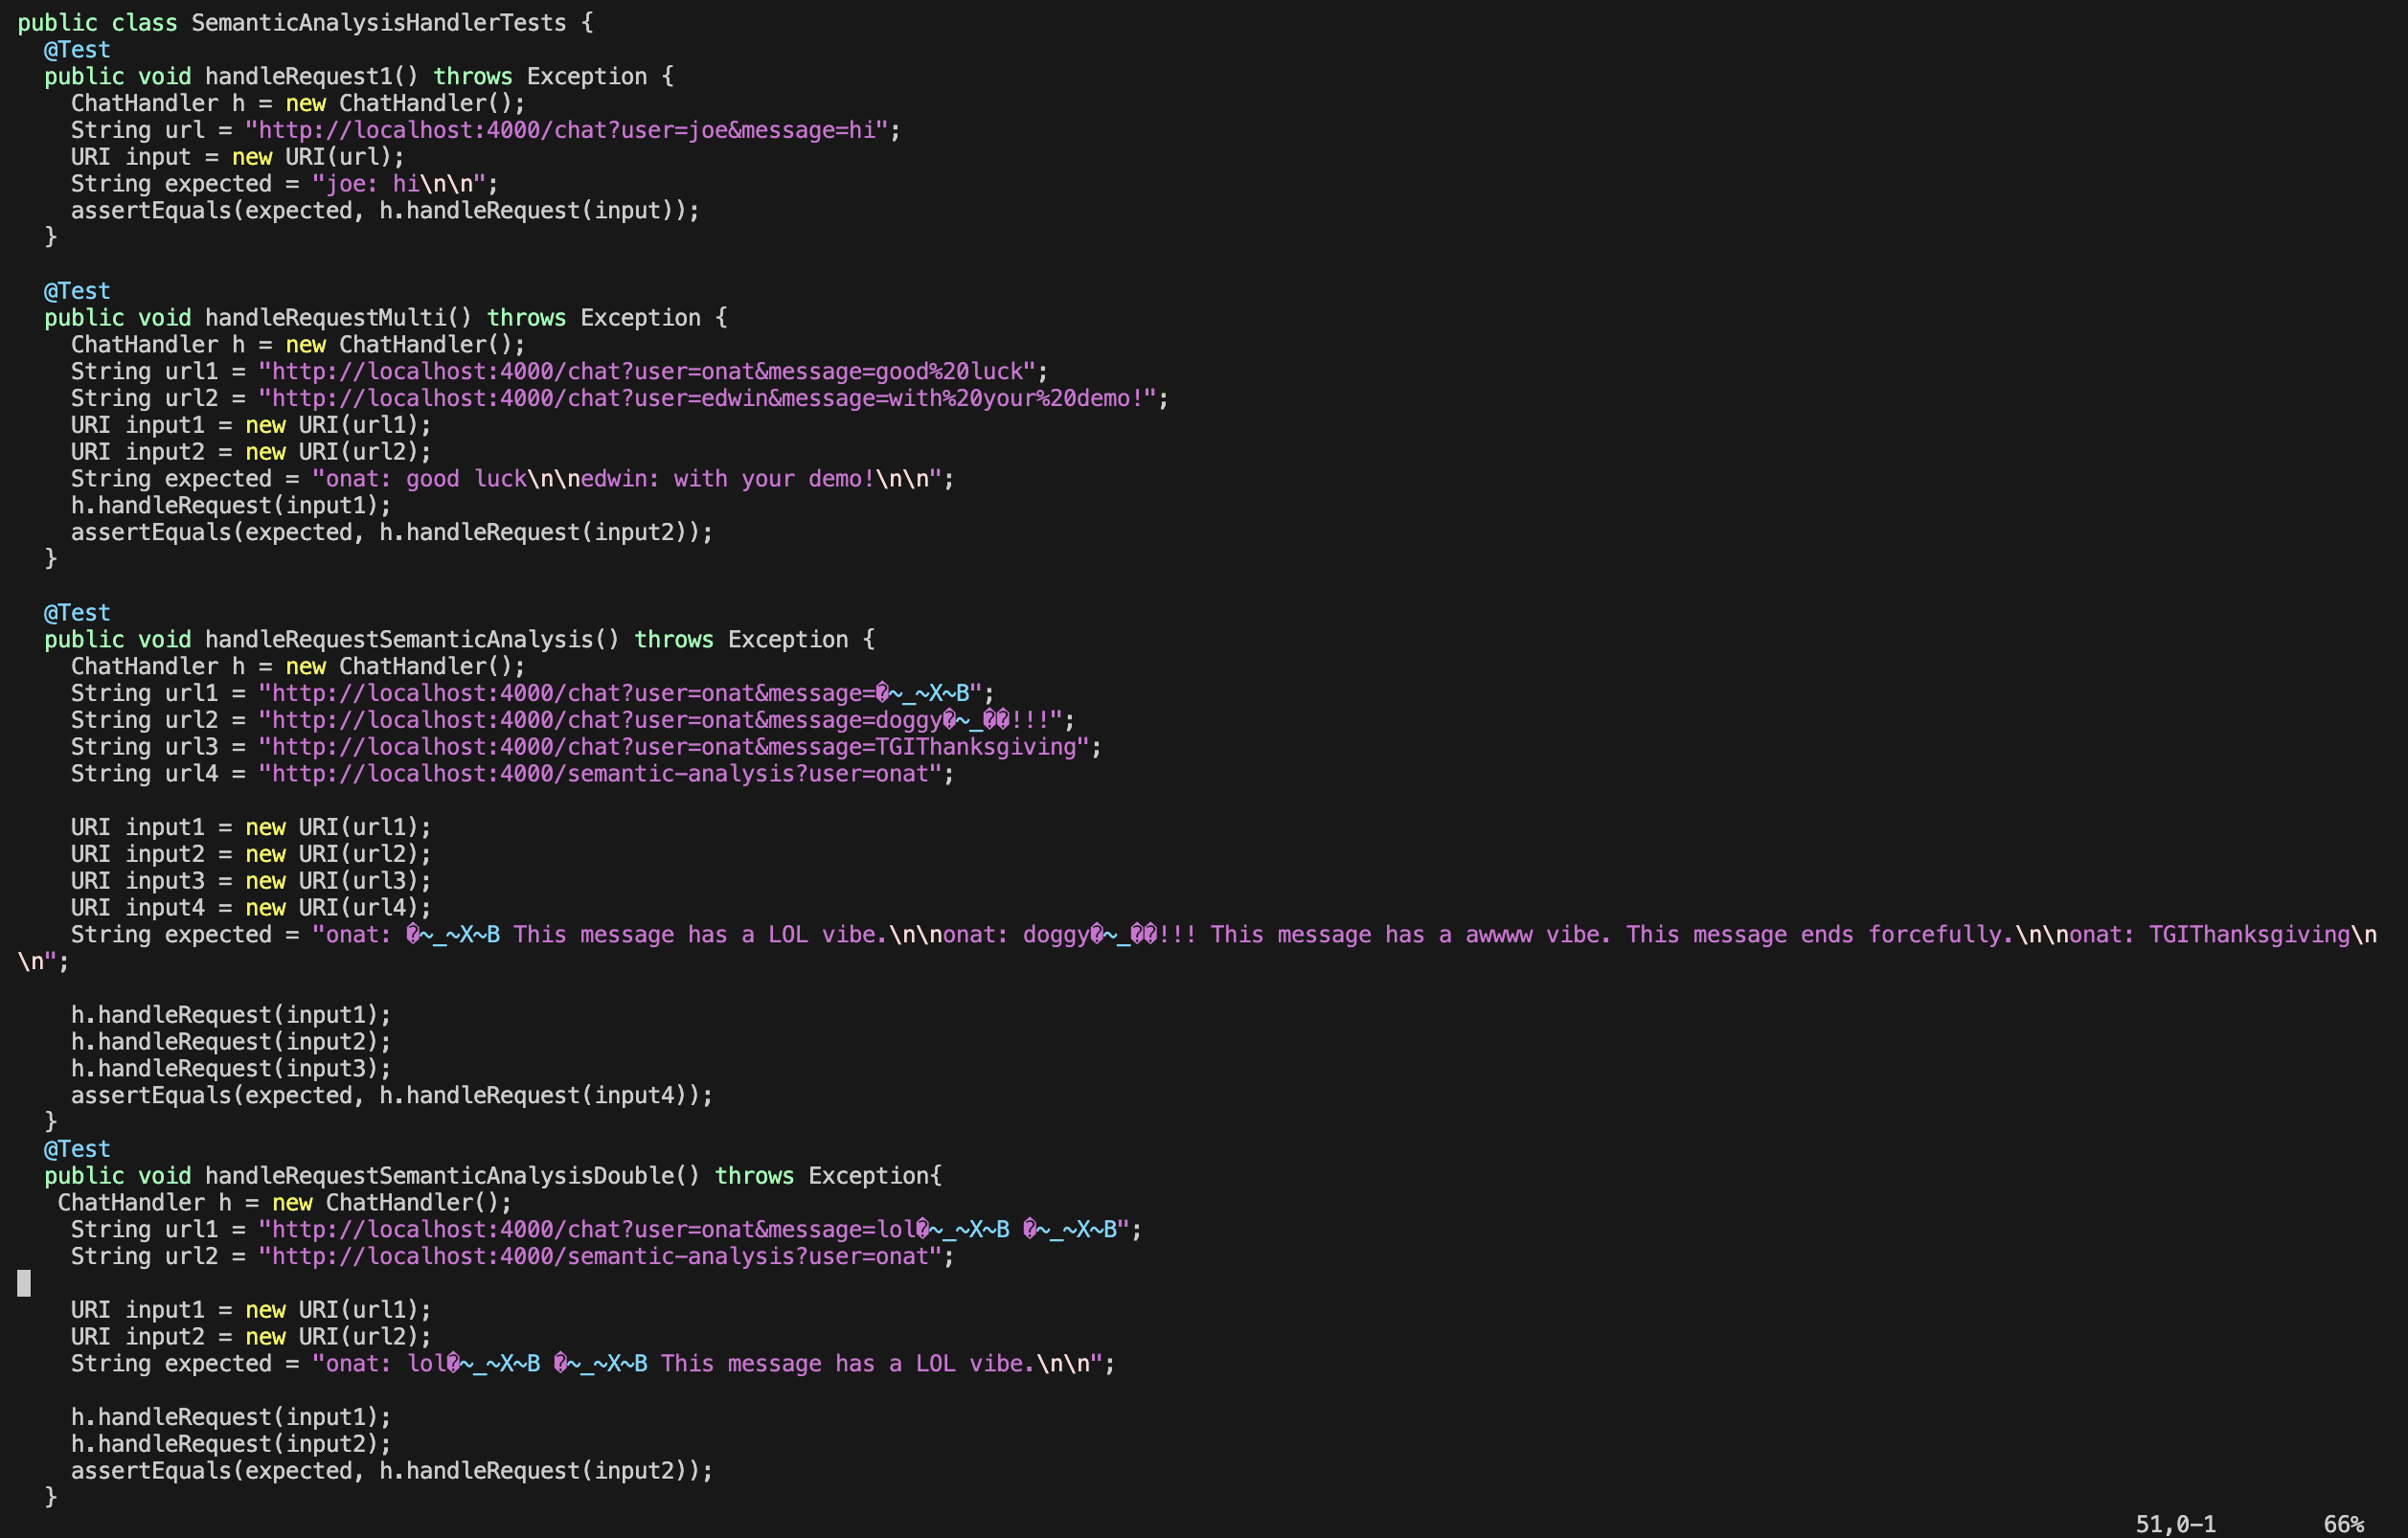 public class SemanticAnalysisHandlerTests {
  @Test
  public void handleRequest1() throws Exception {
    ChatHandler h = new ChatHandler();
    String url = "http://localhost:4000/chat?user=joe&message=hi";
    URI input = new URI(url);
    String expected = "joe: hi\n\n";
    assertEquals(expected, h.handleRequest(input));
  }

  @Test
  public void handleRequestMulti() throws Exception {
    ChatHandler h = new ChatHandler();
    String url1 = "http://localhost:4000/chat?user=onat&message=good%20luck";
    String url2 = "http://localhost:4000/chat?user=edwin&message=with%20your%20demo!";
    URI input1 = new URI(url1);
    URI input2 = new URI(url2);
    String expected = "onat: good luck\n\nedwin: with your demo!\n\n";
    h.handleRequest(input1);
    assertEquals(expected, h.handleRequest(input2));
  }

  @Test
  public void handleRequestSemanticAnalysis() throws Exception {
    ChatHandler h = new ChatHandler();
    String url1 = "http://localhost:4000/chat?user=onat&message=�~_~X~B";
    String url2 = "http://localhost:4000/chat?user=onat&message=doggy�~_��!!!";
    String url3 = "http://localhost:4000/chat?user=onat&message=TGIThanksgiving";
    String url4 = "http://localhost:4000/semantic-analysis?user=onat";

    URI input1 = new URI(url1);
    URI input2 = new URI(url2);
    URI input3 = new URI(url3);
    URI input4 = new URI(url4);
    String expected = "onat: �~_~X~B This message has a LOL vibe.\n\nonat: doggy�~_��!!! This message has a awwww vibe. This message ends forcefully.\n\nonat: TGIThanksgiving\n
\n";

    h.handleRequest(input1);
    h.handleRequest(input2);
    h.handleRequest(input3);
    assertEquals(expected, h.handleRequest(input4));
  }
  @Test
  public void handleRequestSemanticAnalysisDouble() throws Exception{
   ChatHandler h = new ChatHandler();
    String url1 = "http://localhost:4000/chat?user=onat&message=lol�~_~X~B �~_~X~B";
    String url2 = "http://localhost:4000/semantic-analysis?user=onat";

    URI input1 = new URI(url1);
    URI input2 = new URI(url2);
    String expected = "onat: lol�~_~X~B �~_~X~B This message has a LOL vibe.\n\n";

    h.handleRequest(input1);
    h.handleRequest(input2);
    assertEquals(expected, h.handleRequest(input2));
  }
51,0-1 66%